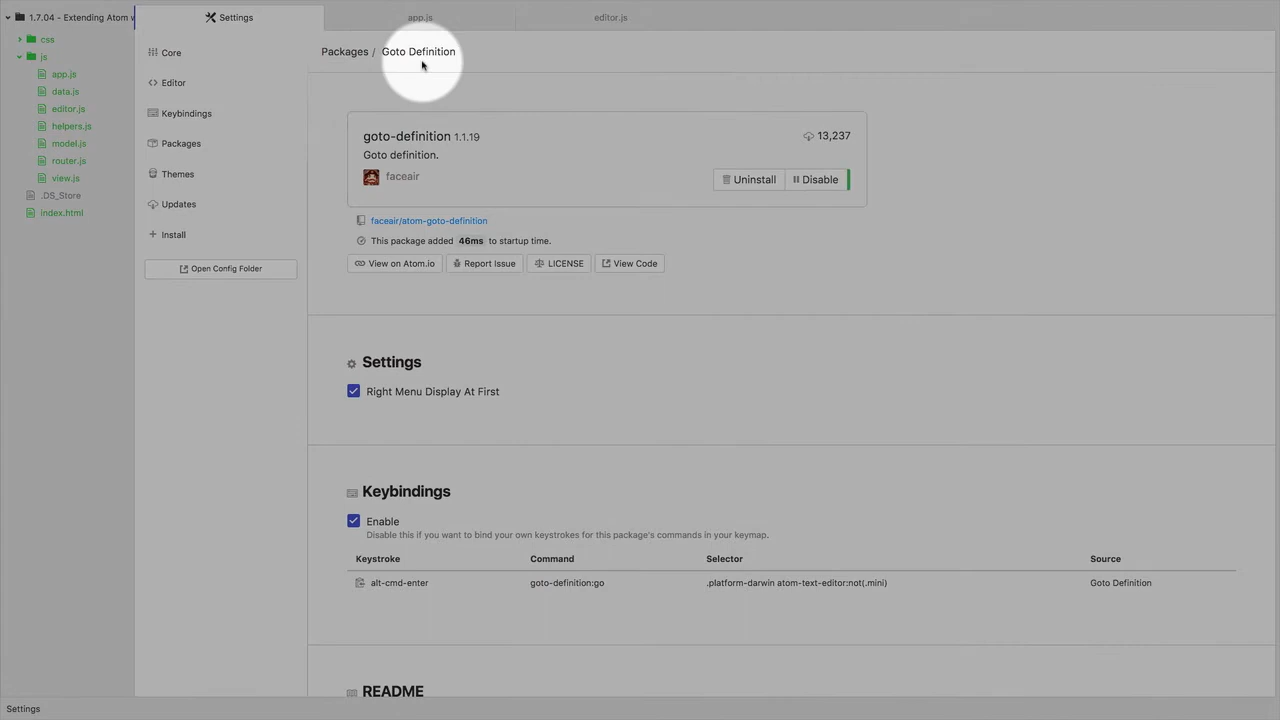 1.7.04 - Extending Atom w
css
js
app.js
data.js
editor.js
helpers.js
model.js
router.js
view.js
.DS_Store
index.html
Settings
app.js
editor.js
Core
Editor
Keybindings
Packages
Themes
Updates
Install
Open Config Folder
Packages / Goto Definition
goto-definition 1.1.19
13,237
Goto definition.
faceair
Uninstall
Disable
faceair/atom-goto-definition
This package added 46ms to startup time.
View on Atom.io
Report Issue
LICENSE
View Code
Settings
Right Menu Display At First
Keybindings
Enable
Disable this if you want to bind your own keystrokes for this package's commands in your keymap.
Keystroke Command Selector Source
alt-cmd-enter goto-definition:go .platform-darwin atom-text-editor:not(.mini) Goto Definition
README
Settings